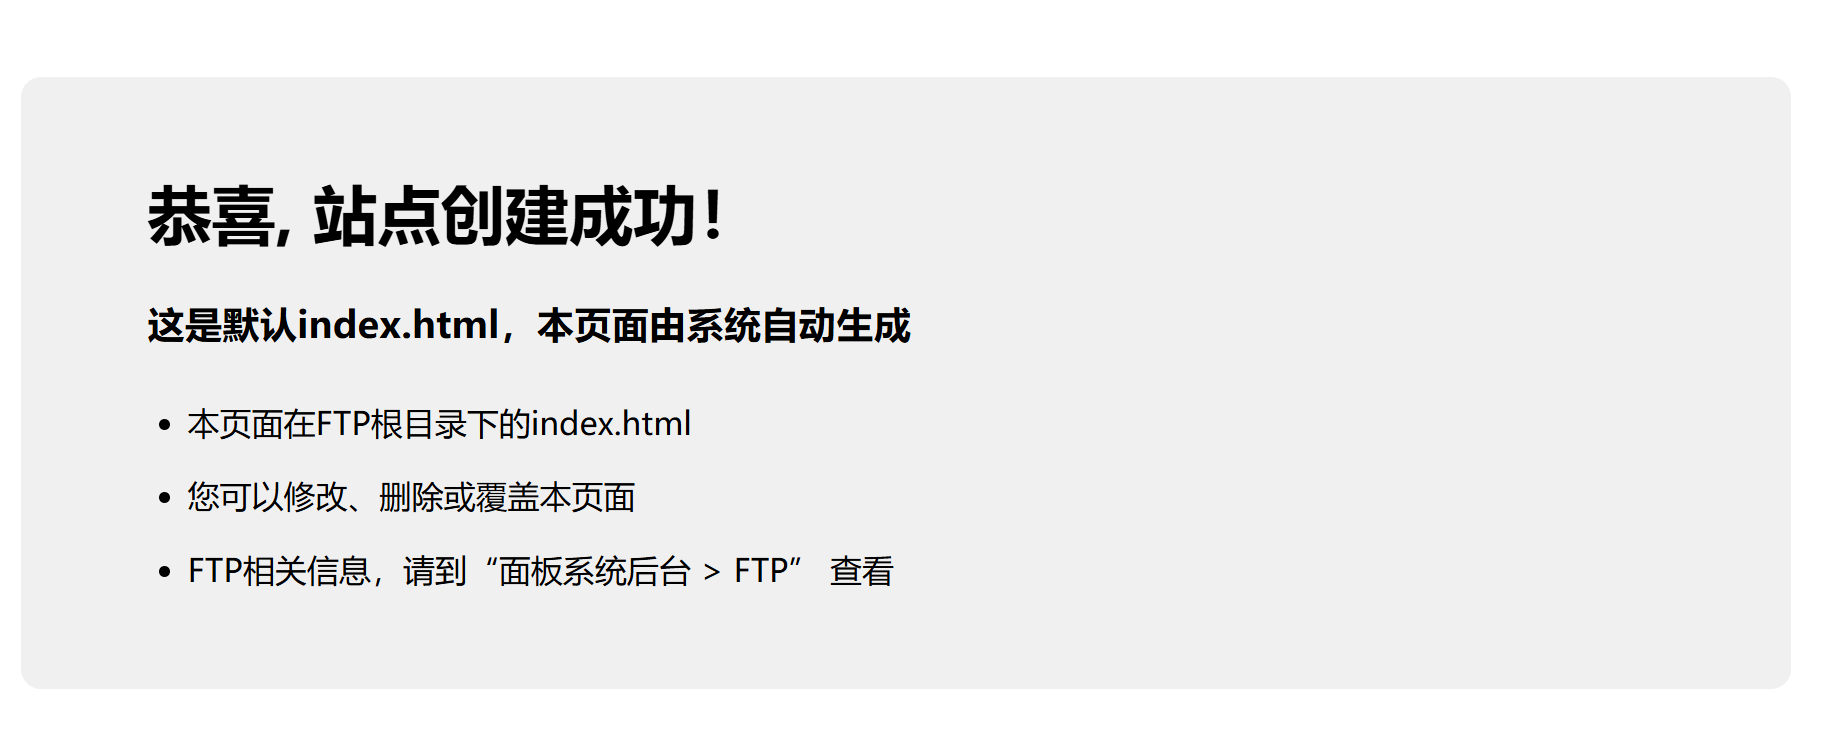 恭喜, 站点创建成功！
这是默认index.html，本页面由系统自动生成
本页面在FTP根目录下的index.html
您可以修改、删除或覆盖本页面
FTP相关信息，请到“面板系统后台 > FTP” 查看